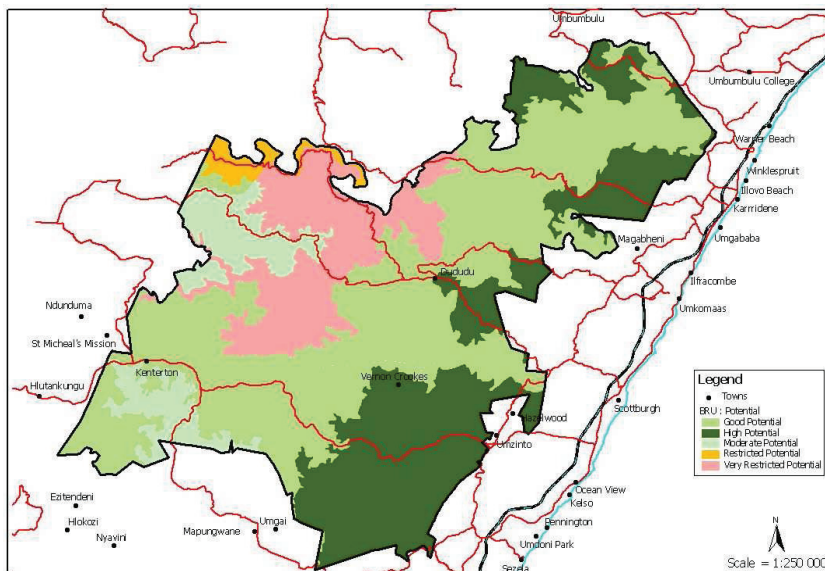 Umbumbulu
Umbumbulu College
Warner Beach
Winklespruit
Illovo Beach
Karrridene
Umgababa
Magabheni
Ilfracombe
Dududu
Umkomaas
Ndunduma
St Micheal's Mission
Kenterton
Vernon Crookes
Hlutankungu
Hazelwood
Scottburgh
Umzinto
Legend
Towns
BRU : Potential
Good Potential
High Potential
Moderate Potential
Restricted Potential
Very Restricted Potential
Ocean View
Kelso
Ezitendeni
Hlokozi
Nyavini
Mapungwane
Umgai
Pennington
Umdoni Park
Sezela
N
Scale = 1:250 000